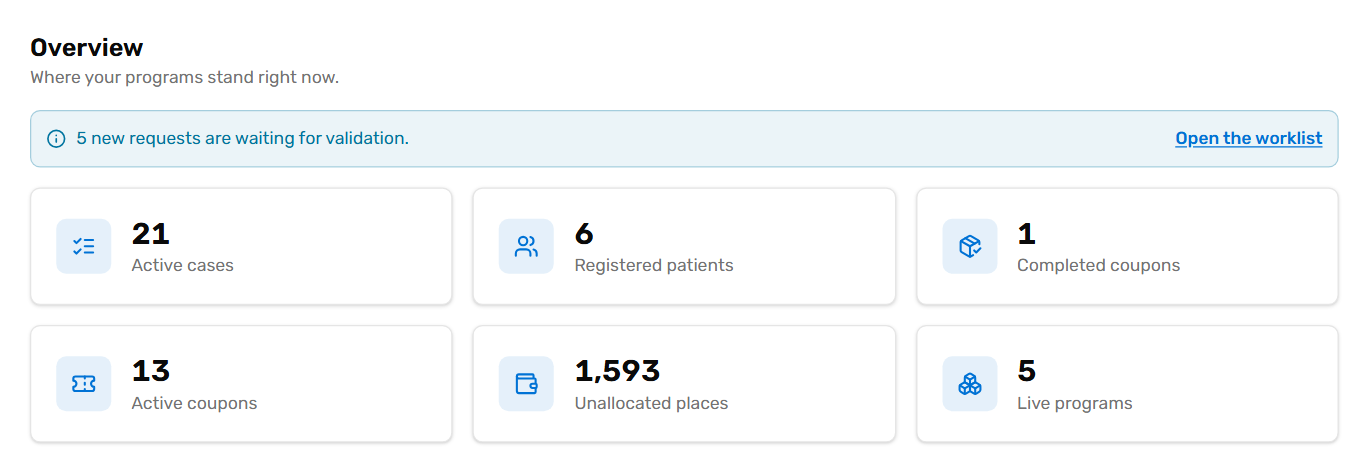 Overview
Where your programs stand right now.
5 new requests are waiting for validation.
Open the worklist
21
Active cases
6
Registered patients
1
Completed coupons
13
Active coupons
1,593
Unallocated places
5
Live programs